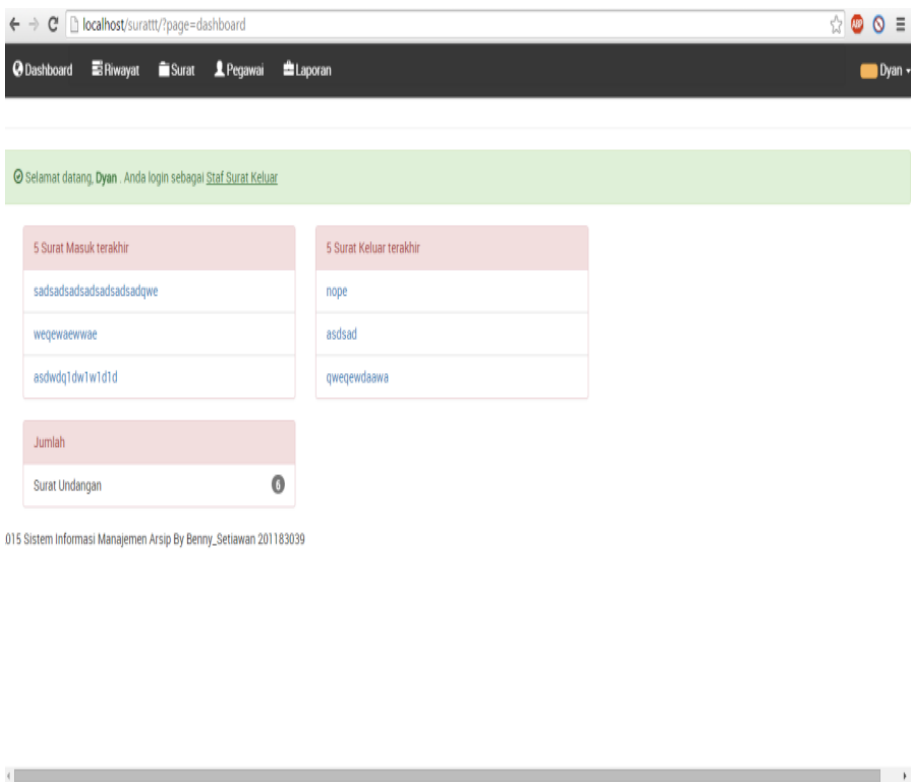 localhost/surattt/?page=dashboard
ABP
Dashboard Riwayat Surat Pegawai Laporan Dyan
Selamat datang, Dyan . Anda login sebagai Staf Surat Keluar
5 Surat Masuk terakhir
sadsadsadsadsadsadsadqwe
weqewaewwae
asdwdq1dw1w1d1d
5 Surat Keluar terakhir
nope
asdsad
qweqewdaawa
Jumlah
Surat Undangan 6
015 Sistem Informasi Manajemen Arsip By Benny_Setiawan 201183039